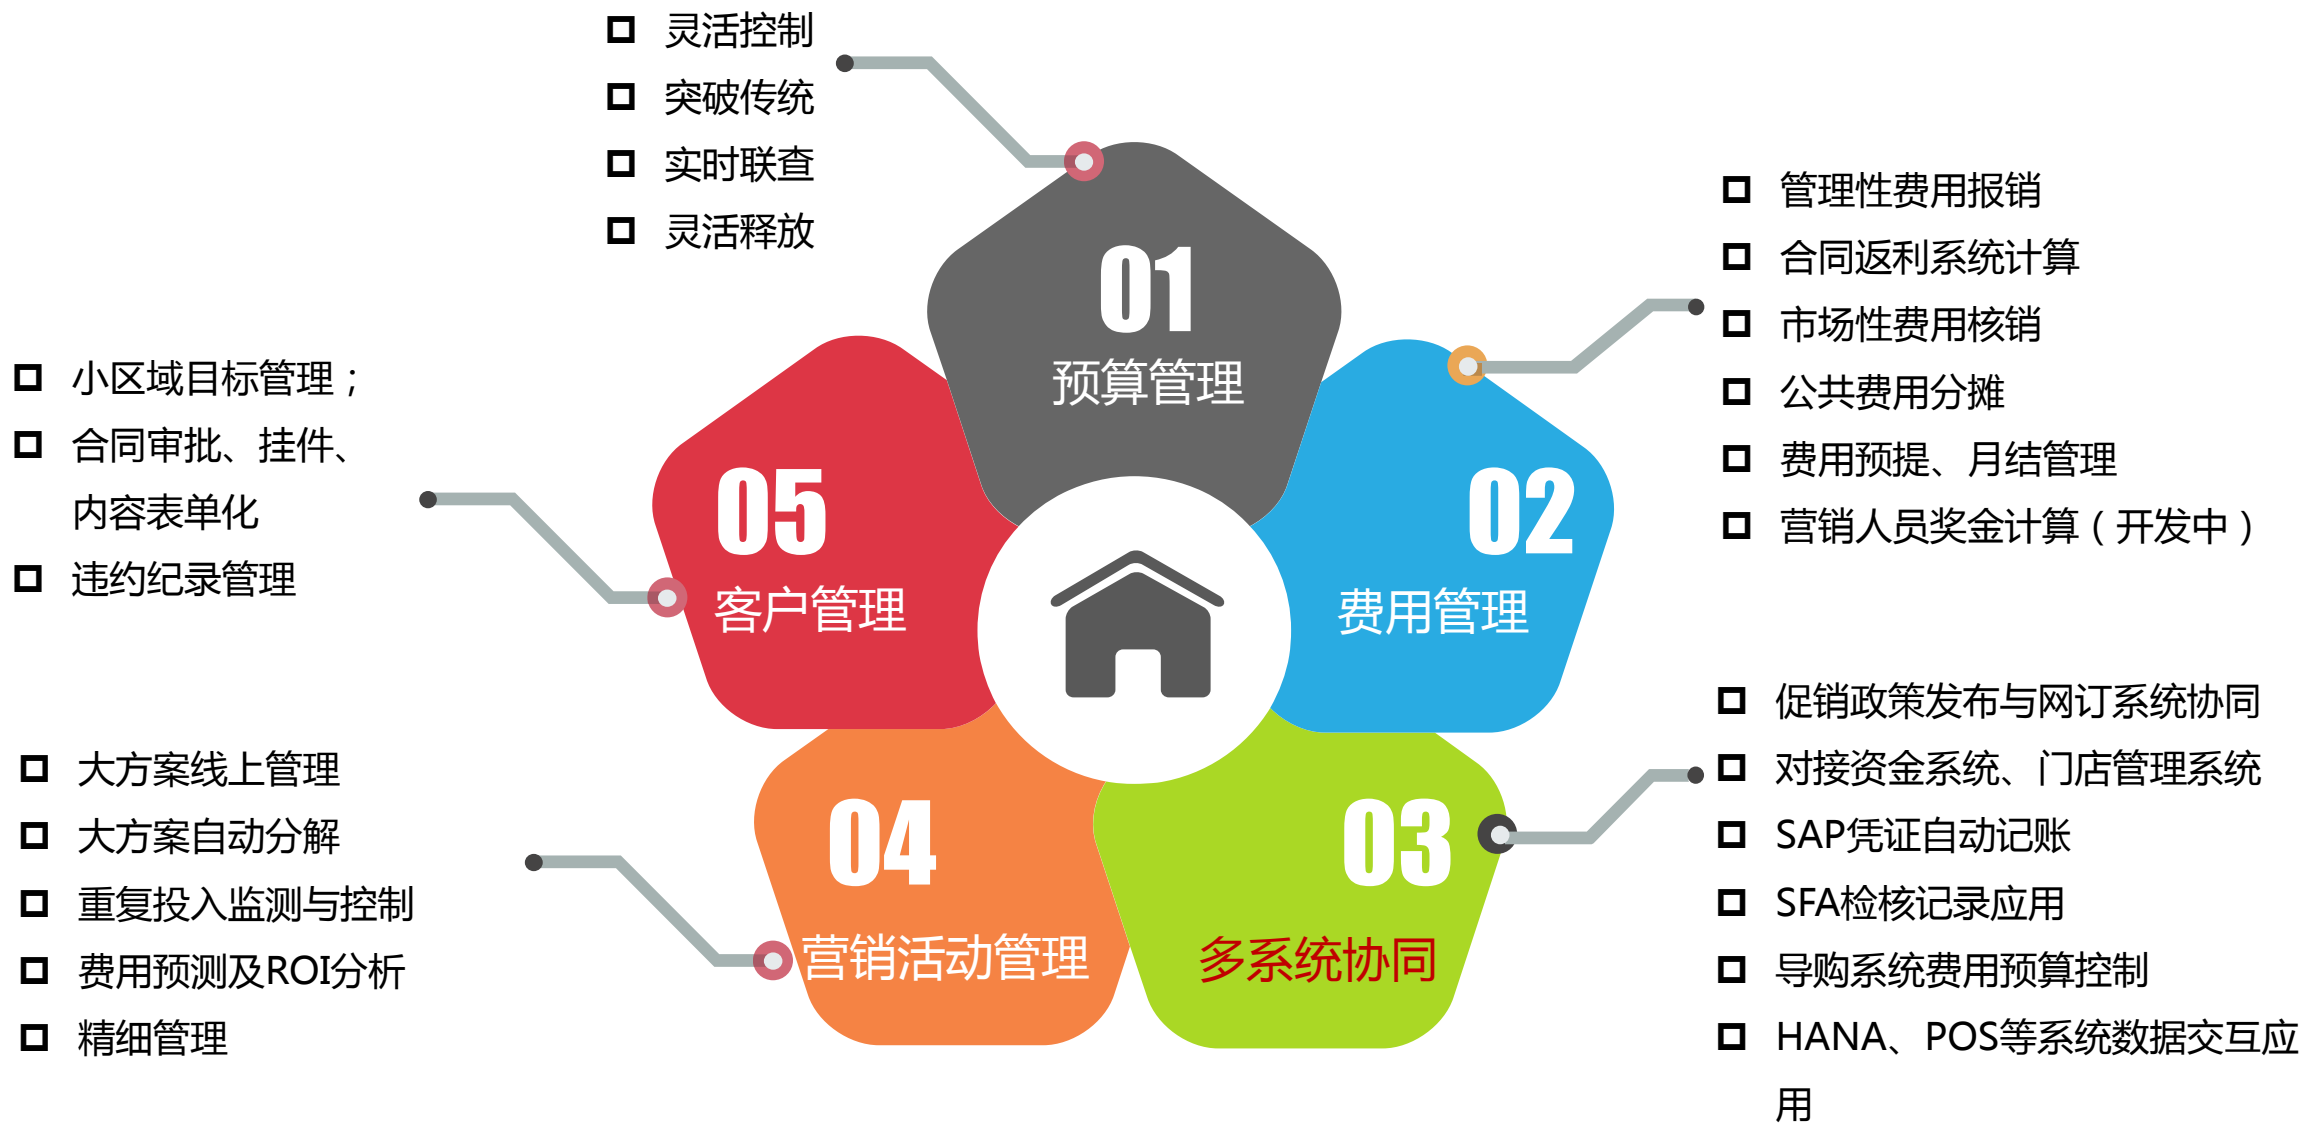 灵活控制
突破传统
实时联查
灵活释放
01
预算管理
管理性费用报销
合同返利系统计算
市场性费用核销
公共费用分摊
费用预提、月结管理
营销人员奖金计算（开发中）
02
费用管理
促销政策发布与网订系统协同
对接资金系统、门店管理系统
SAP凭证自动记账
SFA检核记录应用
导购系统费用预算控制
HANA、POS等系统数据交互应
用
03
多系统协同
大方案线上管理
大方案自动分解
重复投入监测与控制
费用预测及ROI分析
精细管理
04
营销活动管理
小区域目标管理；
合同审批、挂件、
内容表单化
违约纪录管理
05
客户管理